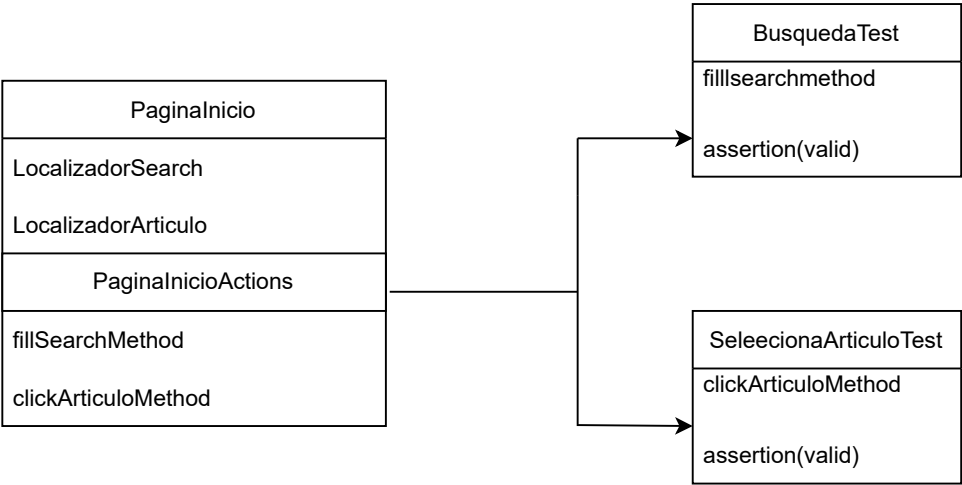 PaginaInicio
LocalizadorSearch
LocalizadorArticulo
PaginaInicioActions
fillSearchMethod
clickArticuloMethod
BusquedaTest
filllsearchmethod
assertion(valid)
SeleecionaArticuloTest
clickArticuloMethod
assertion(valid)